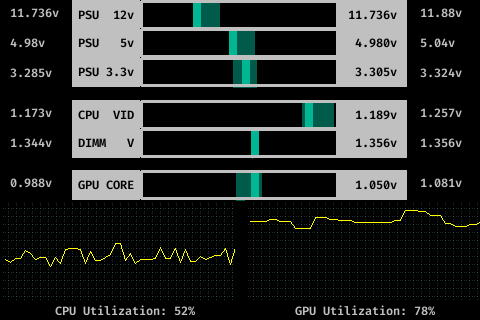 11.736v PSU 12v 11.736v 11.88v
4.98v PSU 5v 4.980v 5.04v
3.285v PSU 3.3v 3.305v 3.324v
1.173v CPU VID 1.189v 1.257v
1.344v DIMM V 1.356v 1.356v
0.988v GPU CORE 1.050v 1.081v
CPU Utilization: 52% GPU Utilization: 78%